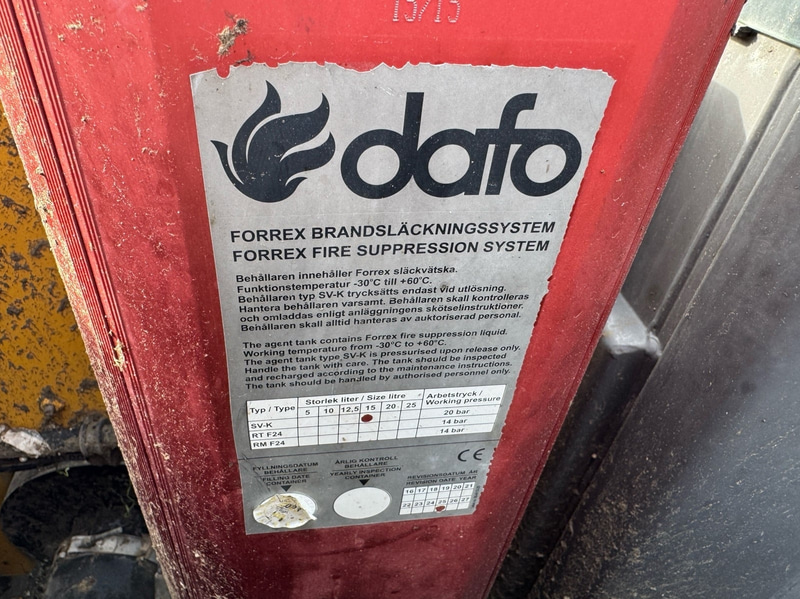 13/15
dafo
FORREX BRANDSLÄCKNINGSSYSTEM
FORREX FIRE SUPPRESSION SYSTEM
Behållaren innehåller Forrex släckvätska.
Funktionstemperatur -30°C till +60°C.
Behållaren typ SV-K trycksätts endast vid utlösning.
Hantera behållaren varsamt. Behållaren skall kontrolleras
och omladdas enligt anläggningens skötselinstruktioner.
Behållaren skall alltid hanteras av auktoriserad personal.
The agent tank contains Forrex fire suppression liquid.
Working temperature from -30°C to +60°C.
The agent tank type SV-K is pressurised upon release only.
Handle the tank with care. The tank should be inspected
and recharged according to the maintenance instructions.
The tank should be handled by authorised personnel only.
Typ / Type Storlek liter / Size litre Arbetstryck / Working pressure
5 10 12,5 15 20 25
SV-K 20 bar
RT F24 14 bar
RM F24 14 bar
FYLLNINGSDATUM
BEHÅLLARE
FILLING DATE
CONTAINER
ÅRLIG KONTROLL
BEHÅLLARE
YEARLY INSPECTION
CONTAINER
CE
REVISIONSDATUM ÅR
REVISION DATE YEAR
16 17 18 19 20 21
22 23 24 25 26 27